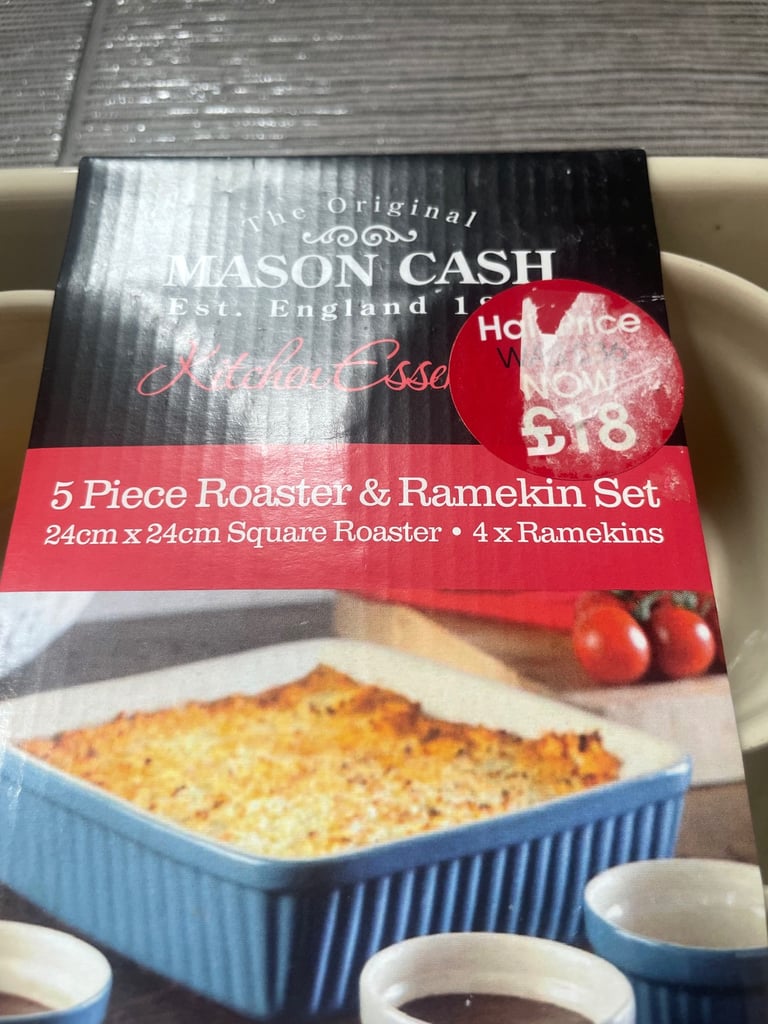 The Original
MASON CASH
Est. England
Kitchen
Half Price
NOW
£18
5 Piece Roaster & Ramekin Set
24cm x 24cm Square Roaster • 4 x Ramekins